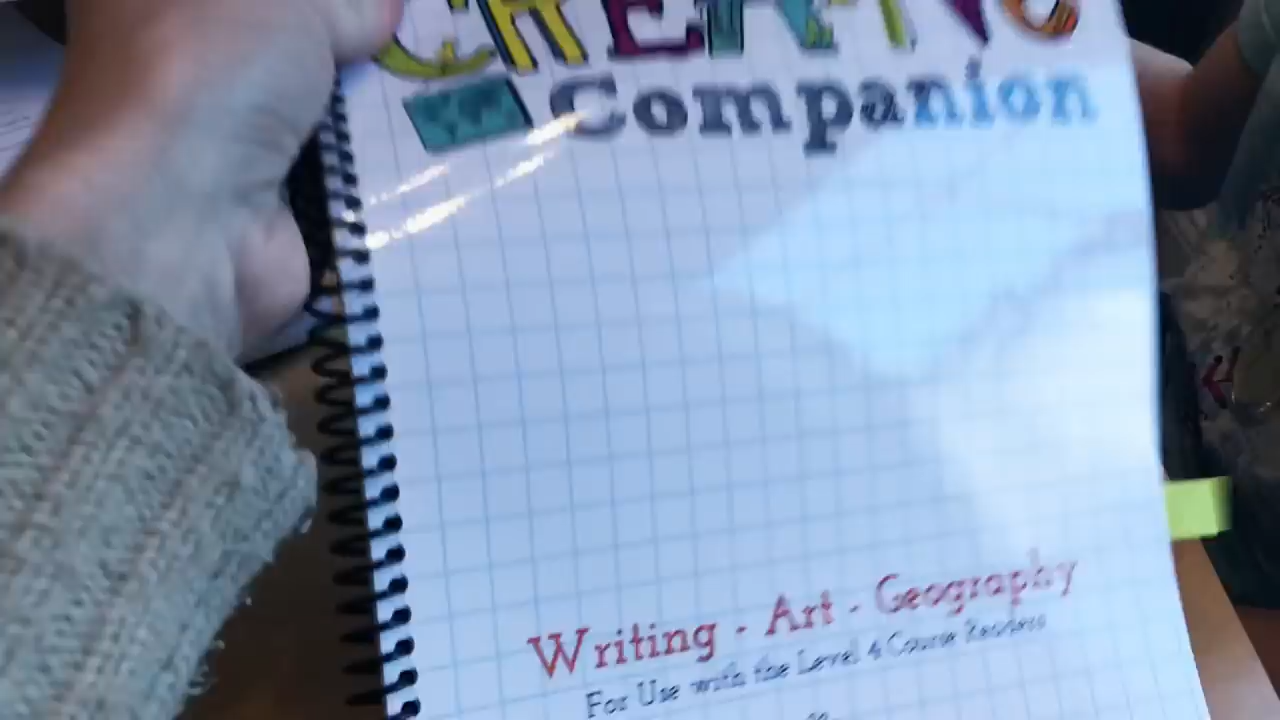 Companion
Writing - Art - Geography
For Use with the Level 4 Course Readers